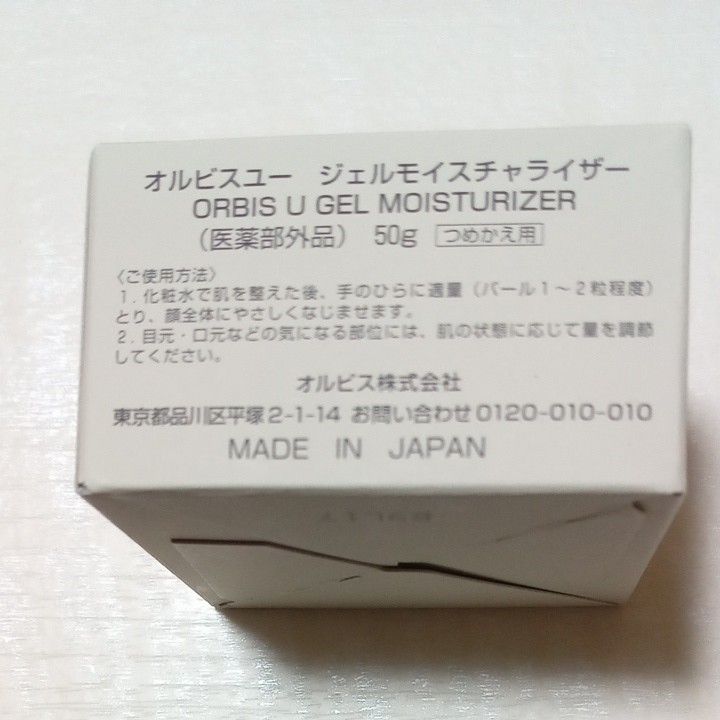 オルビスユー　ジェルモイスチャライザー
ORBIS U GEL MOISTURIZER
（医薬部外品）　50g　つめかえ用
〈ご使用方法〉
1．化粧水で肌を整えた後、手のひらに適量（パール１～２粒程度）
とり、顔全体にやさしくなじませます。
2．目元・口元などの気になる部位には、肌の状態に応じて量を調節
してください。
オルビス株式会社
東京都品川区平塚2-1-14 お問い合わせ0120-010-010
MADE IN JAPAN